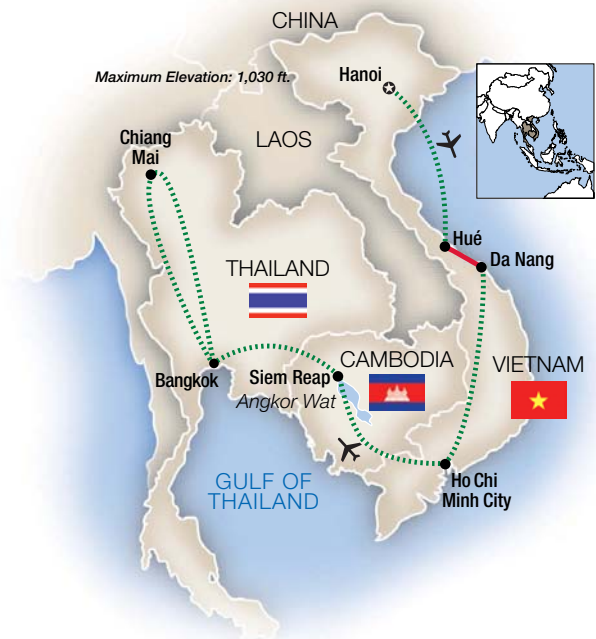 CHINA
Maximum Elevation: 1,030 ft.
Hanoi
Chiang
Mai
LAOS
Hué
Da Nang
THAILAND
CAMBODIA
VIETNAM
Bangkok
Siem Reap
Angkor Wat
GULF OF
THAILAND
Ho Chi
Minh City